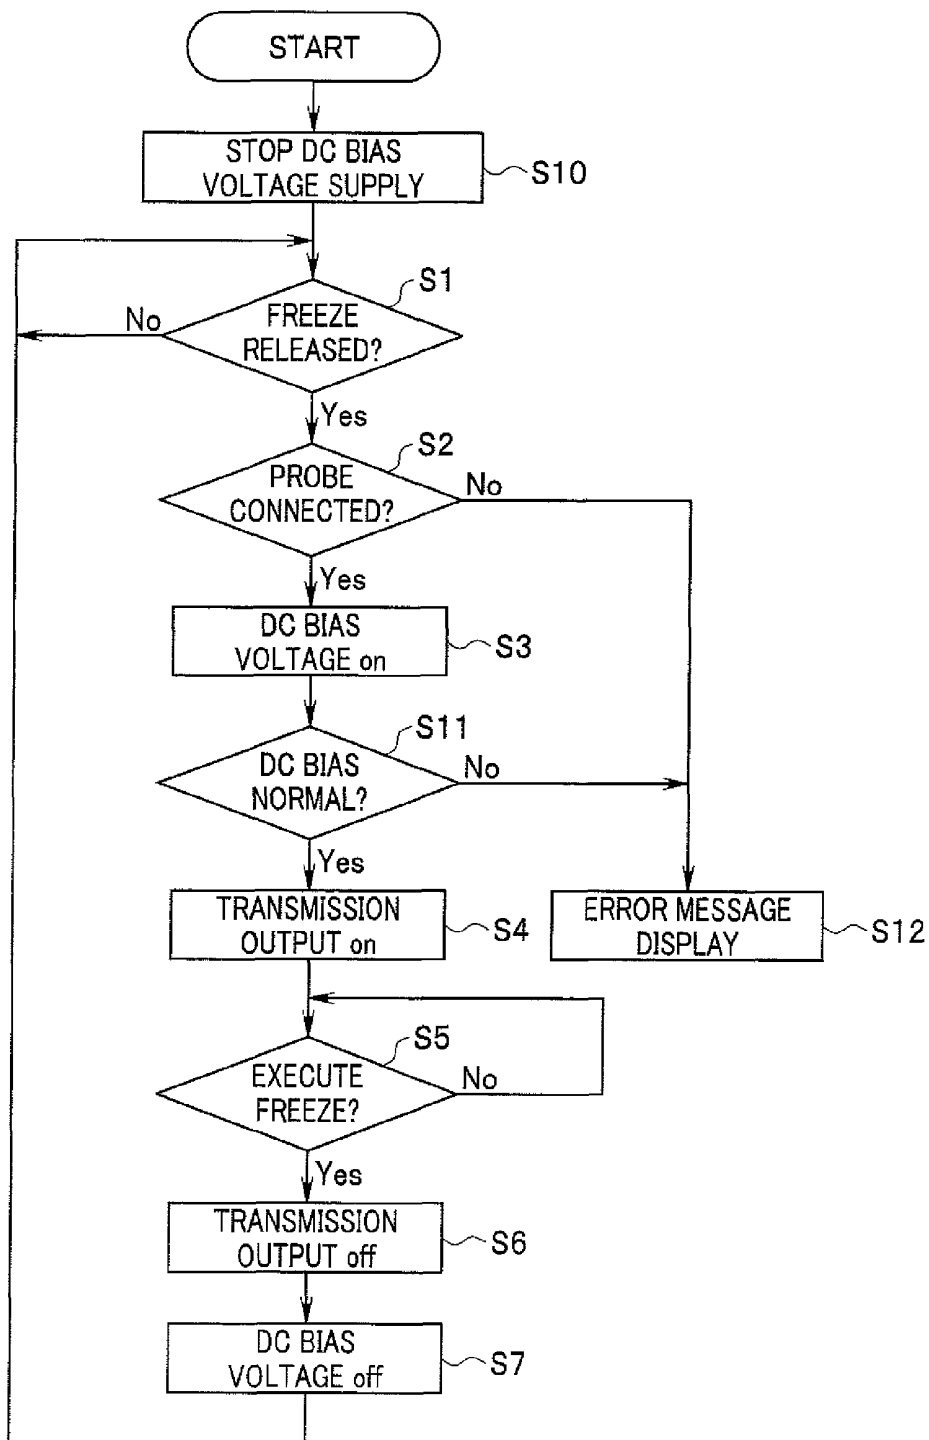 START
STOP DC BIAS
VOLTAGE SUPPLY
S10
S1
FREEZE
RELEASED?
No
Yes
S2
PROBE
CONNECTED?
No
Yes
DC BIAS
VOLTAGE on
S3
S11
DC BIAS
NORMAL?
No
Yes
TRANSMISSION
OUTPUT on
S4
ERROR MESSAGE
DISPLAY
S12
S5
EXECUTE
FREEZE?
No
Yes
TRANSMISSION
OUTPUT off
S6
DC BIAS
VOLTAGE off
S7